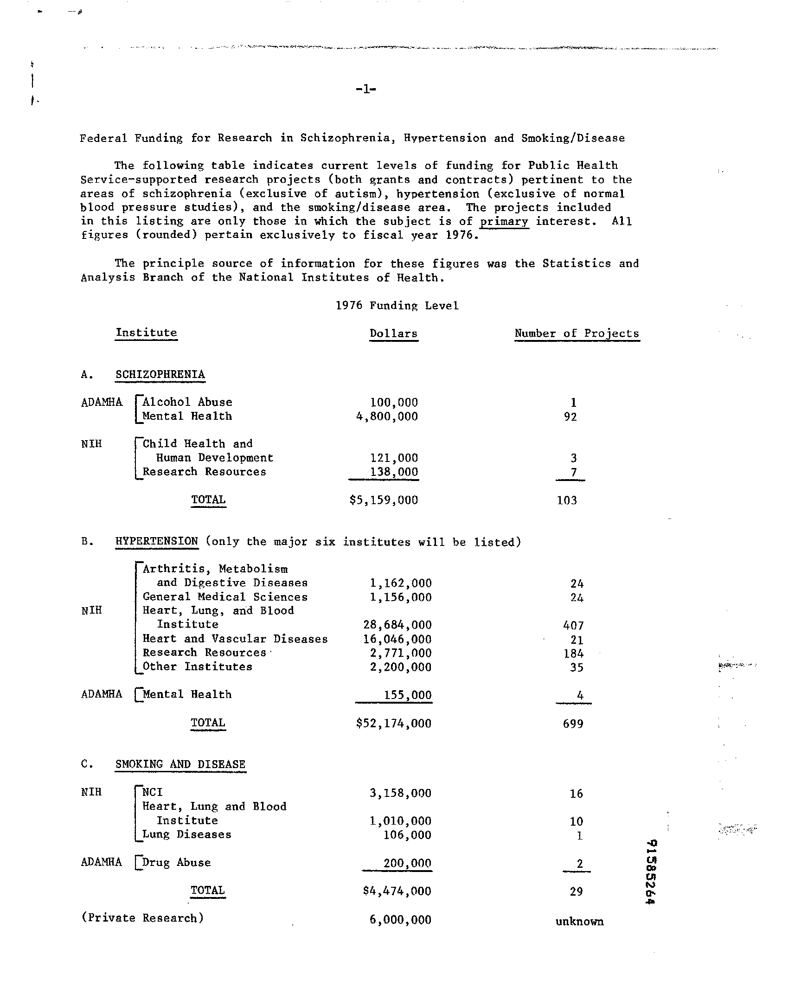 -1-
Federal Funding for Research in Schizophrenia, Hypertension and Smoking/Disease
The following table indicates current levels of funding for Public Health
Service-supported research projects (both grants and contracts) pertinent to the
areas of schizophrenia (exclusive of autism), hypertension (exclusive of normal
blood pressure studies), and the smoking/disease area. The projects included
in this listing are only those in which the subject is of primary interest. All
figures (rounded) pertain exclusively to fiscal year 1976.
The principle source of information for these figures was the Statistics and
Analysis Branch of the National Institutes of Health.
1976 Funding Level
Institute Dollars Number of Projects
A. SCHIZOPHRENIA
ADAMHA Alcohol Abuse 100,000 1
Mental Health 4,800,000 92
NIH Child Health and
Human Development 121,000 3
Research Resources 138,000 7
TOTAL $5,159,000 103
B. HYPERTENSION (only the major six institutes will be listed)
Arthritis, Metabolism
and Digestive Diseases 1,162,000 24
General Medical Sciences 1,156,000 24
NIH Heart, Lung, and Blood
Institute 28,684,000 407
Heart and Vascular Diseases 16,046,000 21
Research Resources 2,771,000 184
Other Institutes 2,200,000 35
ADAMHA Mental Health 155,000 4
TOTAL $52,174,000 699
C. SMOKING AND DISEASE
NIH NCI 3,158,000 16
Heart, Lung and Blood
Institute 1,010,000 10
Lung Diseases 106,000 1
ADAMHA Drug Abuse 200,000 2
TOTAL $4,474,000 29
(Private Research) 6,000,000 unknown
91585264